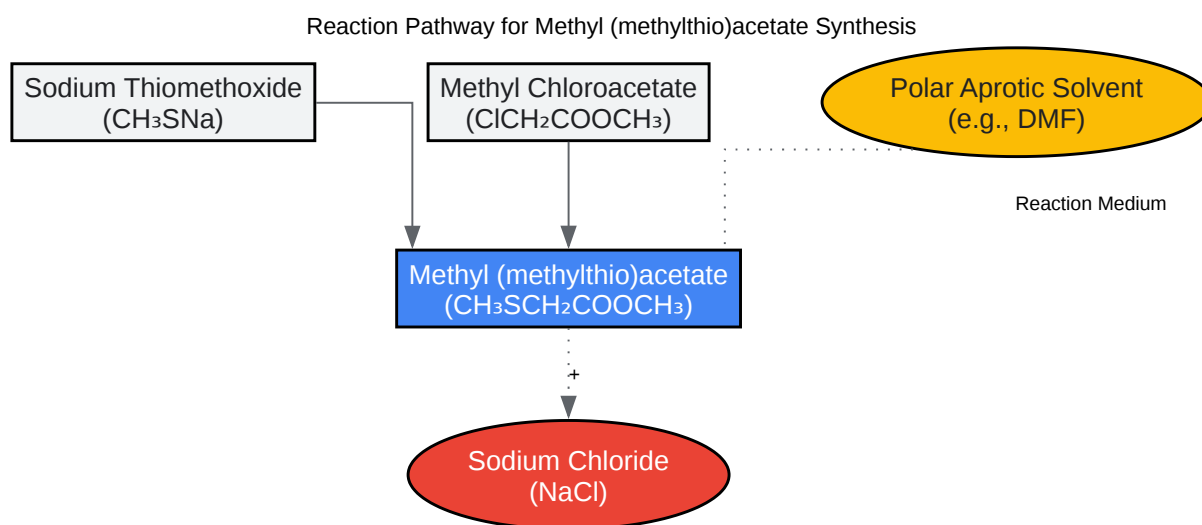 Reaction Pathway for Methyl (methylthio)acetate Synthesis
Sodium Thiomethoxide
(CH₃SNa)
Methyl Chloroacetate
(ClCH₂COOCH₃)
Polar Aprotic Solvent
(e.g., DMF)
Reaction Medium
Methyl (methylthio)acetate
(CH₃SCH₂COOCH₃)
+
Sodium Chloride
(NaCl)